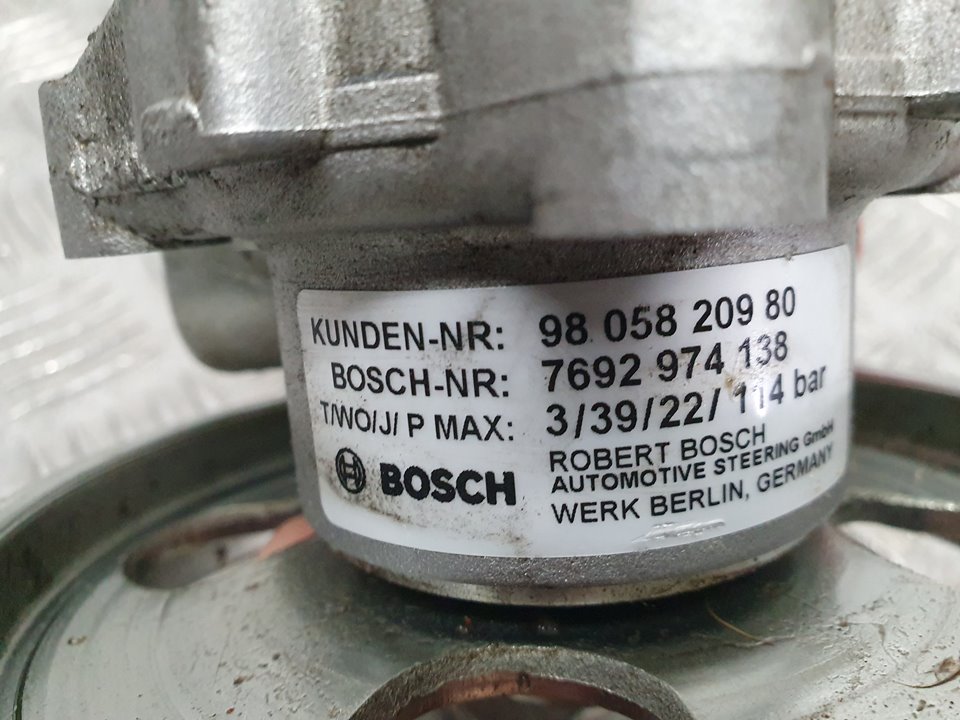 KUNDEN-NR: 98 058 209 80
BOSCH-NR: 7692 974 138
T/WO/J/ P MAX: 3/39/22/ 114 bar
BOSCH
ROBERT BOSCH
AUTOMOTIVE STEERING GmbH
WERK BERLIN, GERMANY